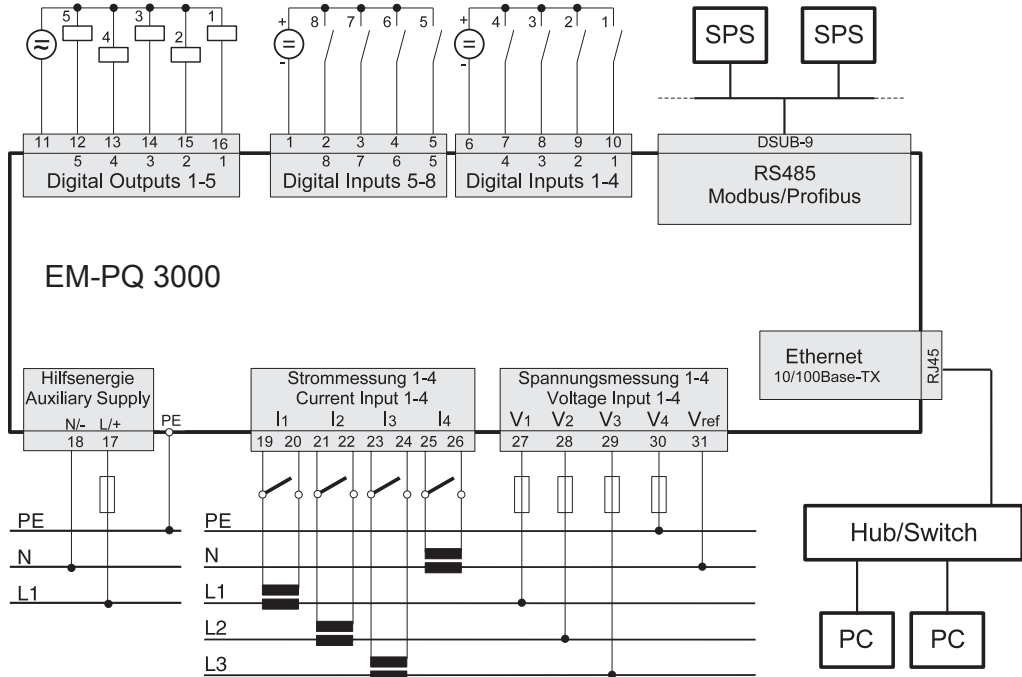 5 3 1
4 2
+ 8 7 6 5
-
+ 4 3 2 1
-
SPS SPS
11 12 13 14 15 16
5 4 3 2 1
Digital Outputs 1-5
1 2 3 4 5
8 7 6 5
Digital Inputs 5-8
6 7 8 9 10
4 3 2 1
Digital Inputs 1-4
DSUB-9
RS485
Modbus/Profibus
EM-PQ 3000
Ethernet
10/100Base-TX
RJ45
Hilfsenergie
Auxiliary Supply
N/- L/+
18 17
PE
Strommessung 1-4
Current Input 1-4
I1 I2 I3 I4
19 20 21 22 23 24 25 26
Spannungsmessung 1-4
Voltage Input 1-4
V1 V2 V3 V4 Vref
27 28 29 30 31
PE
N
L1
PE
N
L1
L2
L3
Hub/Switch
PC PC